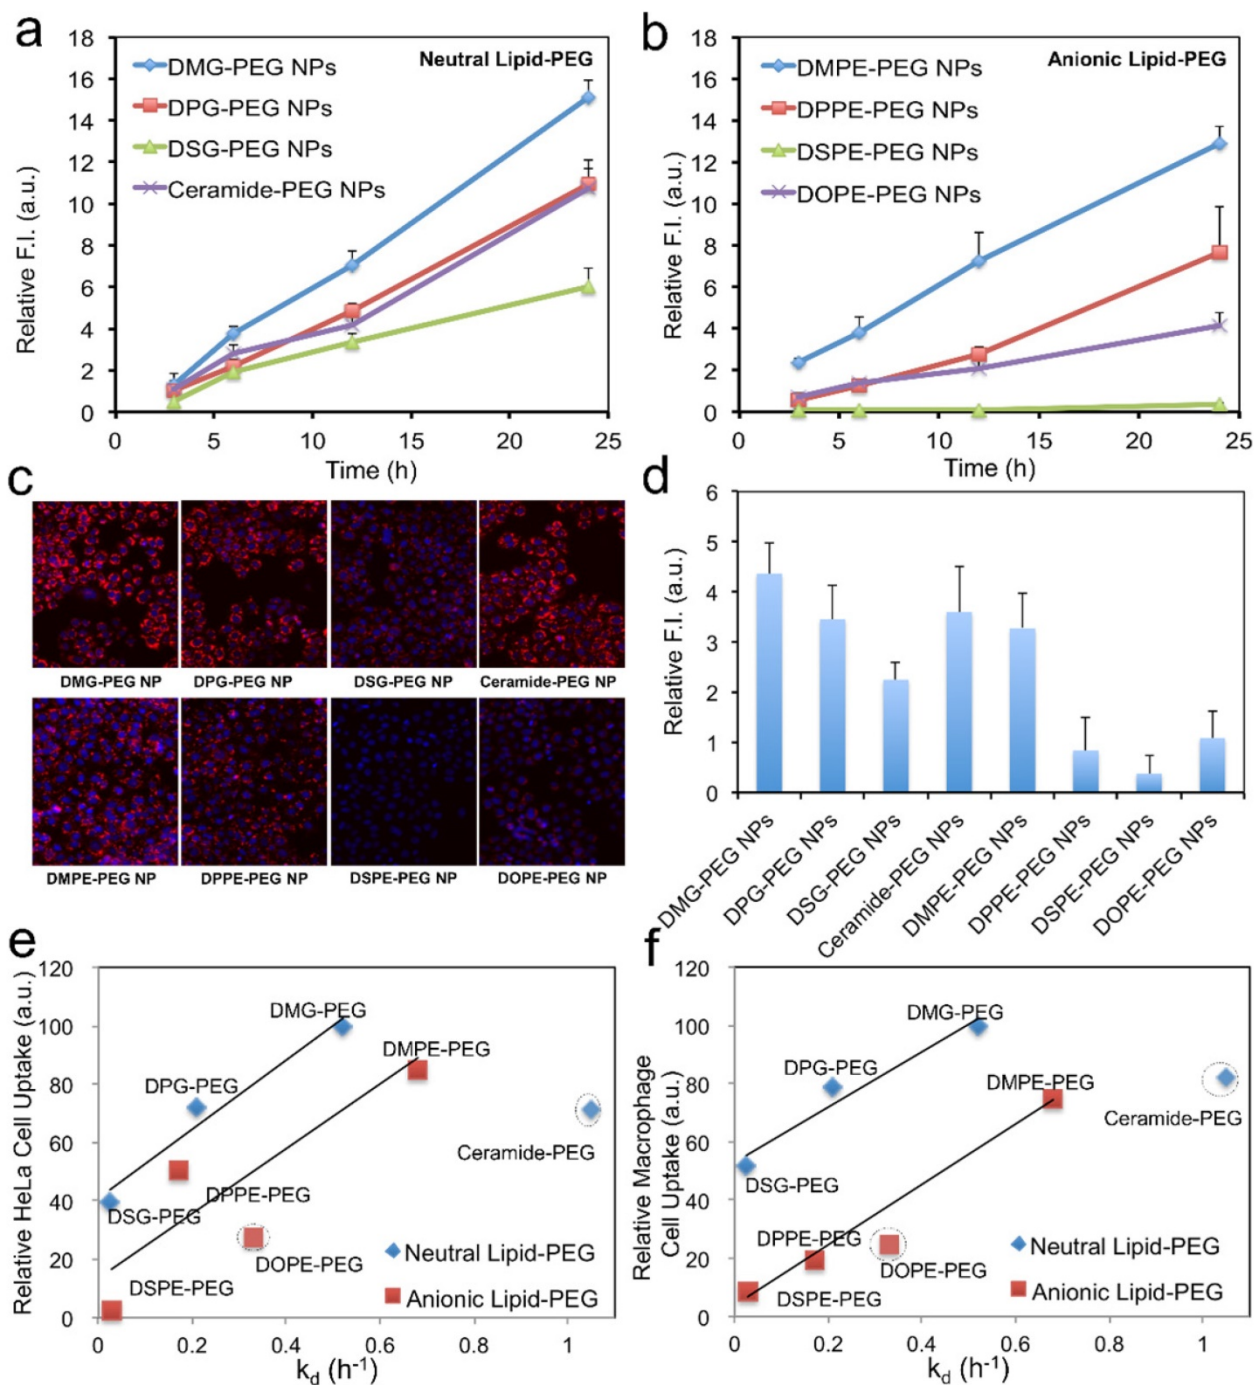 a
Neutral Lipid-PEG
DMG-PEG NPs
DPG-PEG NPs
DSG-PEG NPs
Ceramide-PEG NPs
Relative F.I. (a.u.)
18
16
14
12
10
8
6
4
2
0
0 5 10 15 20 25
Time (h)
b
Anionic Lipid-PEG
DMPE-PEG NPs
DPPE-PEG NPs
DSPE-PEG NPs
DOPE-PEG NPs
Relative F.I. (a.u.)
18
16
14
12
10
8
6
4
2
0
0 5 10 15 20 25
Time (h)
c
DMG-PEG NP DPG-PEG NP DSG-PEG NP Ceramide-PEG NP
DMPE-PEG NP DPPE-PEG NP DSPE-PEG NP DOPE-PEG NP
d
Relative F.I. (a.u.)
6
5
4
3
2
1
0
DMG-PEG NPs
DPG-PEG NPs
DSG-PEG NPs
Ceramide-PEG NPs
DMPE-PEG NPs
DPPE-PEG NPs
DSPE-PEG NPs
DOPE-PEG NPs
e
Relative HeLa Cell Uptake (a.u.)
120
100
80
60
40
20
0
DMG-PEG
DMPE-PEG
DPG-PEG
Ceramide-PEG
DPPE-PEG
DSG-PEG
DOPE-PEG
DSPE-PEG
Neutral Lipid-PEG
Anionic Lipid-PEG
0 0.2 0.4 0.6 0.8 1
kd (h-1)
f
Relative Macrophage
Cell Uptake (a.u.)
120
100
80
60
40
20
0
DMG-PEG
DPG-PEG
DMPE-PEG
Ceramide-PEG
DSG-PEG
DPPE-PEG
DOPE-PEG
DSPE-PEG
Neutral Lipid-PEG
Anionic Lipid-PEG
0 0.2 0.4 0.6 0.8 1
kd (h-1)